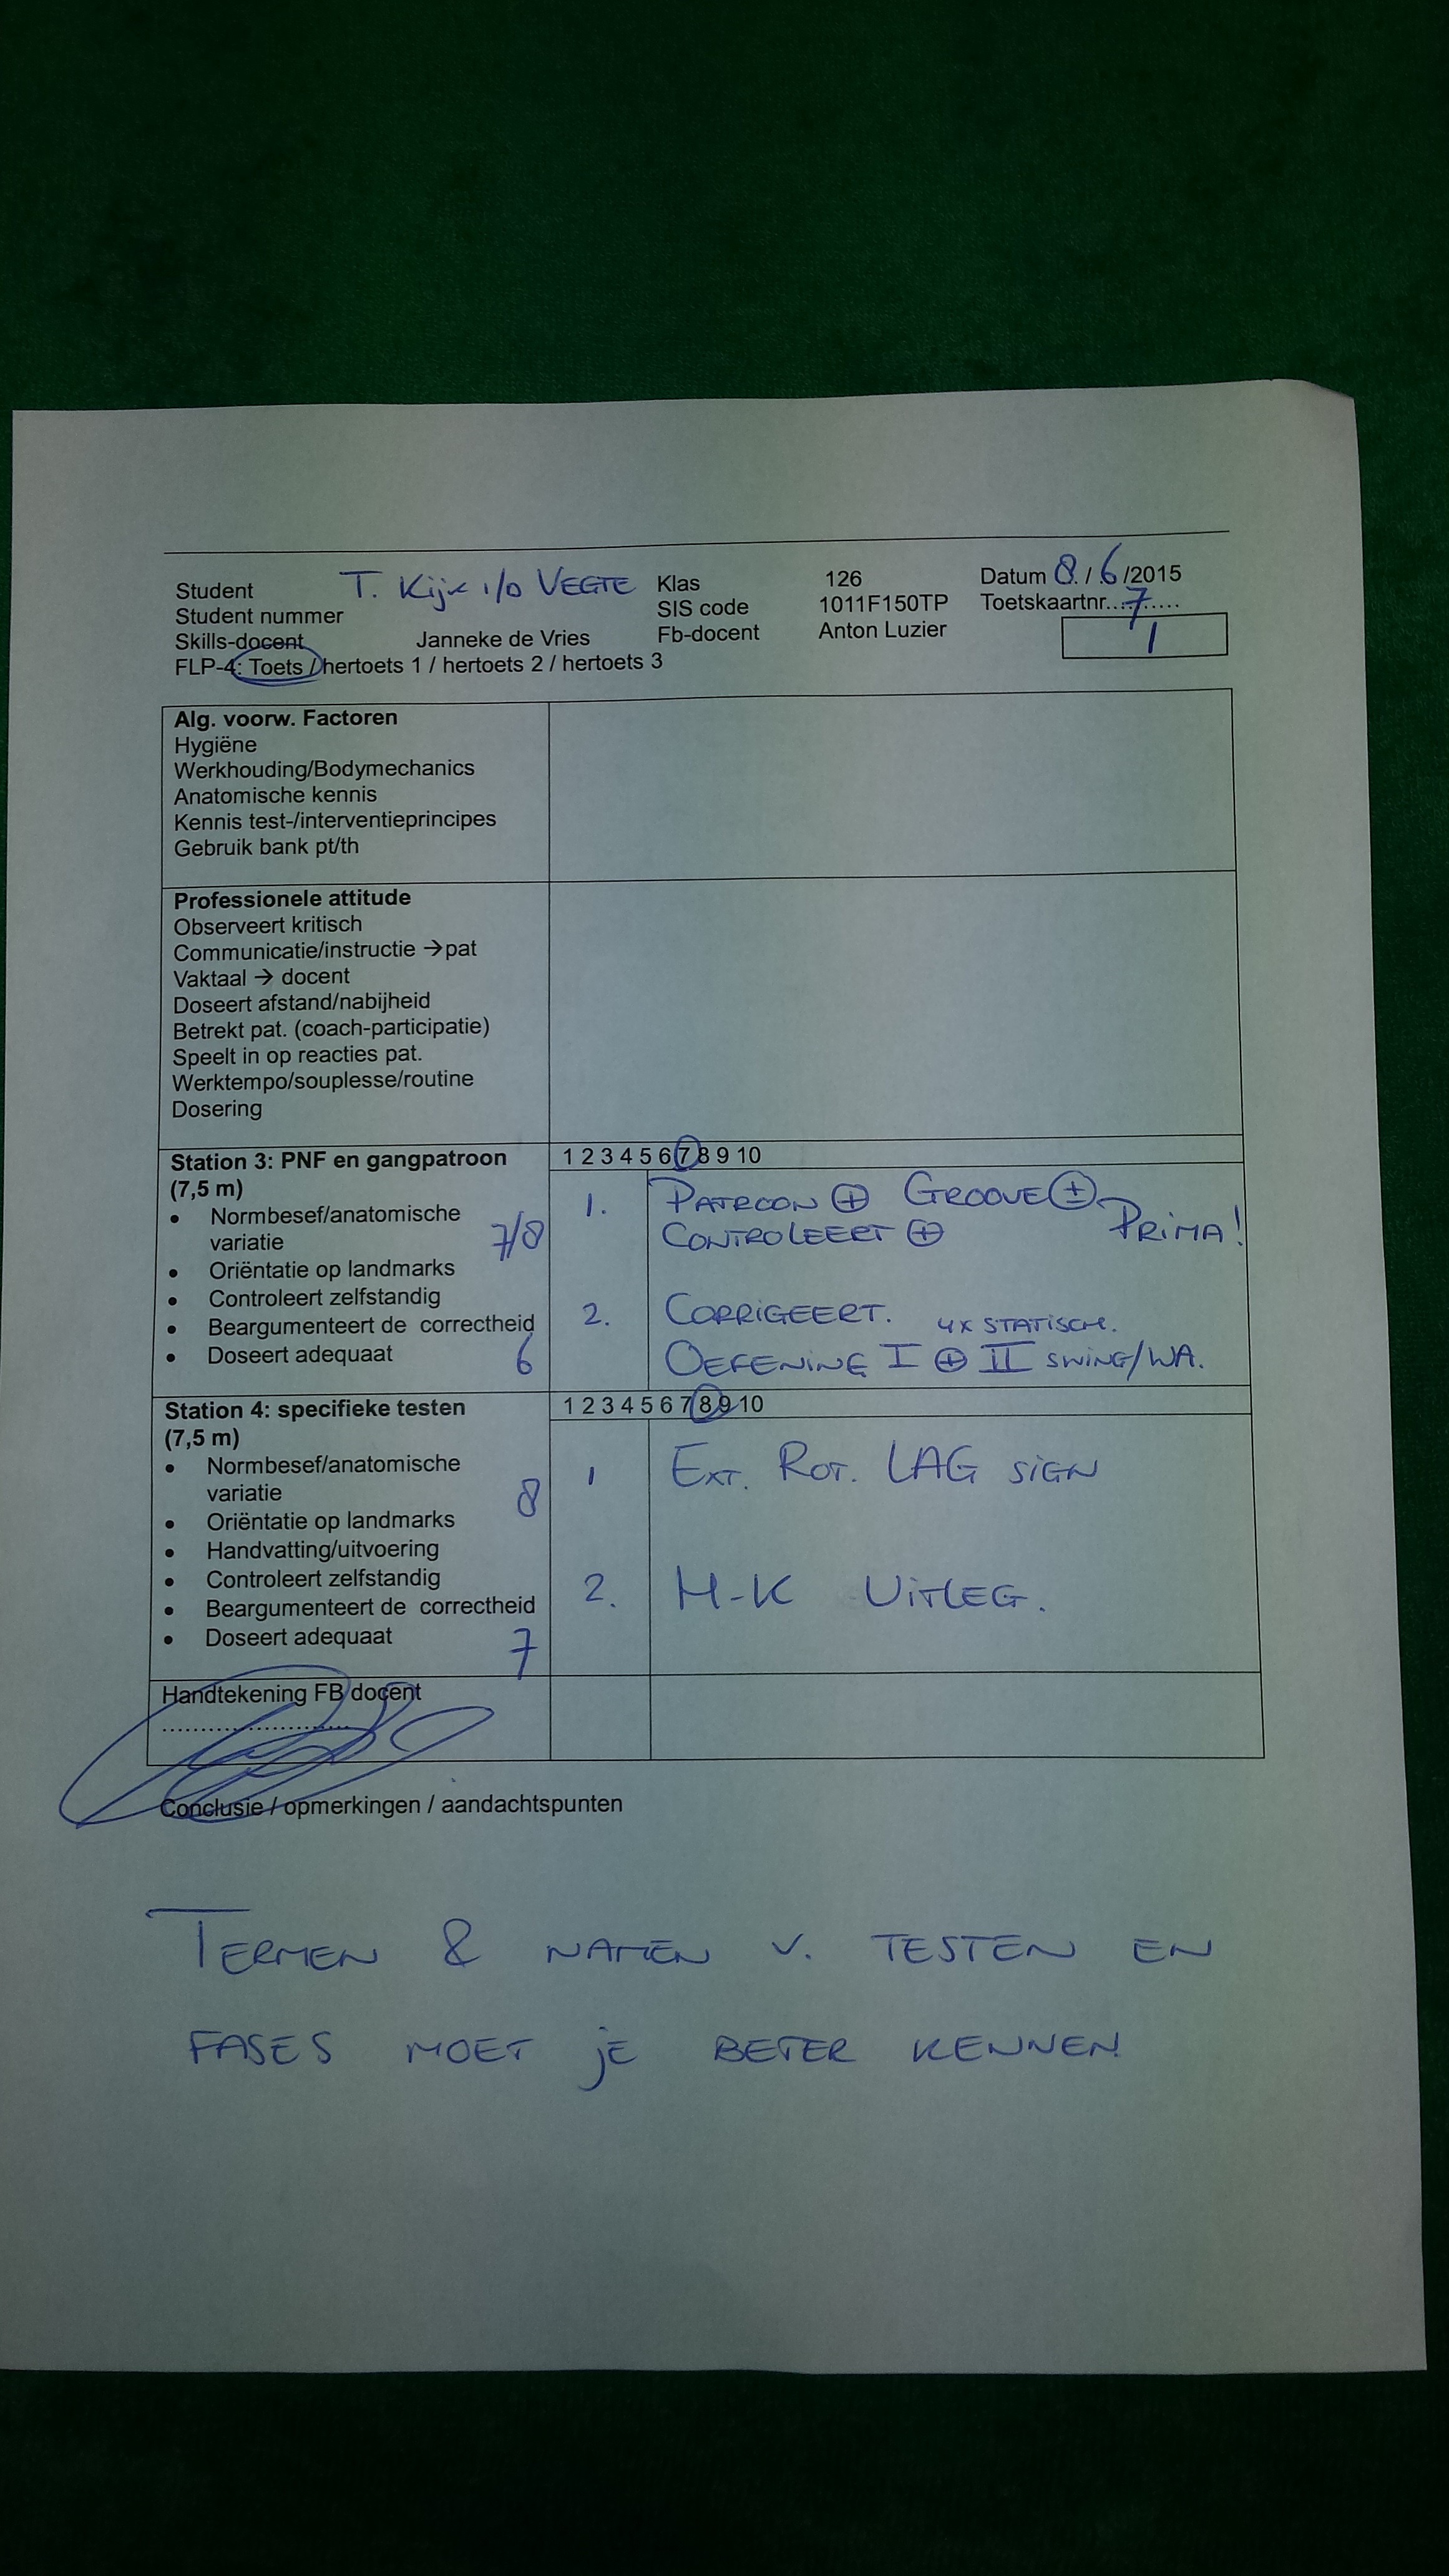 Student T. Kijk i/d VEGTE Klas 126 Datum 8 / 6 /2015
Student nummer SIS code 1011F150TP Toetskaartnr...7.....
Skills-docent Janneke de Vries Fb-docent Anton Luzier 1
FLP-4: Toets / hertoets 1 / hertoets 2 / hertoets 3
Alg. voorw. Factoren
Hygiëne
Werkhouding/Bodymechanics
Anatomische kennis
Kennis test-/interventieprincipes
Gebruik bank pt/th
Professionele attitude
Observeert kritisch
Communicatie/instructie →pat
Vaktaal → docent
Doseert afstand/nabijheid
Betrekt pat. (coach-participatie)
Speelt in op reacties pat.
Werktempo/souplesse/routine
Dosering
Station 3: PNF en gangpatroon
(7,5 m)
• Normbesef/anatomische
variatie 7/8
• Oriëntatie op landmarks
• Controleert zelfstandig
• Beargumenteert de correctheid
• Doseert adequaat 6
1 2 3 4 5 6 7 8 9 10
1. PATROON ⊕ GROOVE ±
CONTROLEERT ⊕ PRIMA!
2. CORRIGEERT. 4x STATISCH.
OEFENING I ⊕ II SWING/WA.
Station 4: specifieke testen
(7,5 m)
• Normbesef/anatomische
variatie 8
• Oriëntatie op landmarks
• Handvatting/uitvoering
• Controleert zelfstandig
• Beargumenteert de correctheid
• Doseert adequaat 7
1 2 3 4 5 6 7 8 9 10
1 EXT. ROT. LAG SIGN
2. H-K UITLEG.
Handtekening FB docent
........................
Conclusie / opmerkingen / aandachtspunten
TERMEN & NAMEN V. TESTEN EN
FASES MOET jE BETER KENNEN!